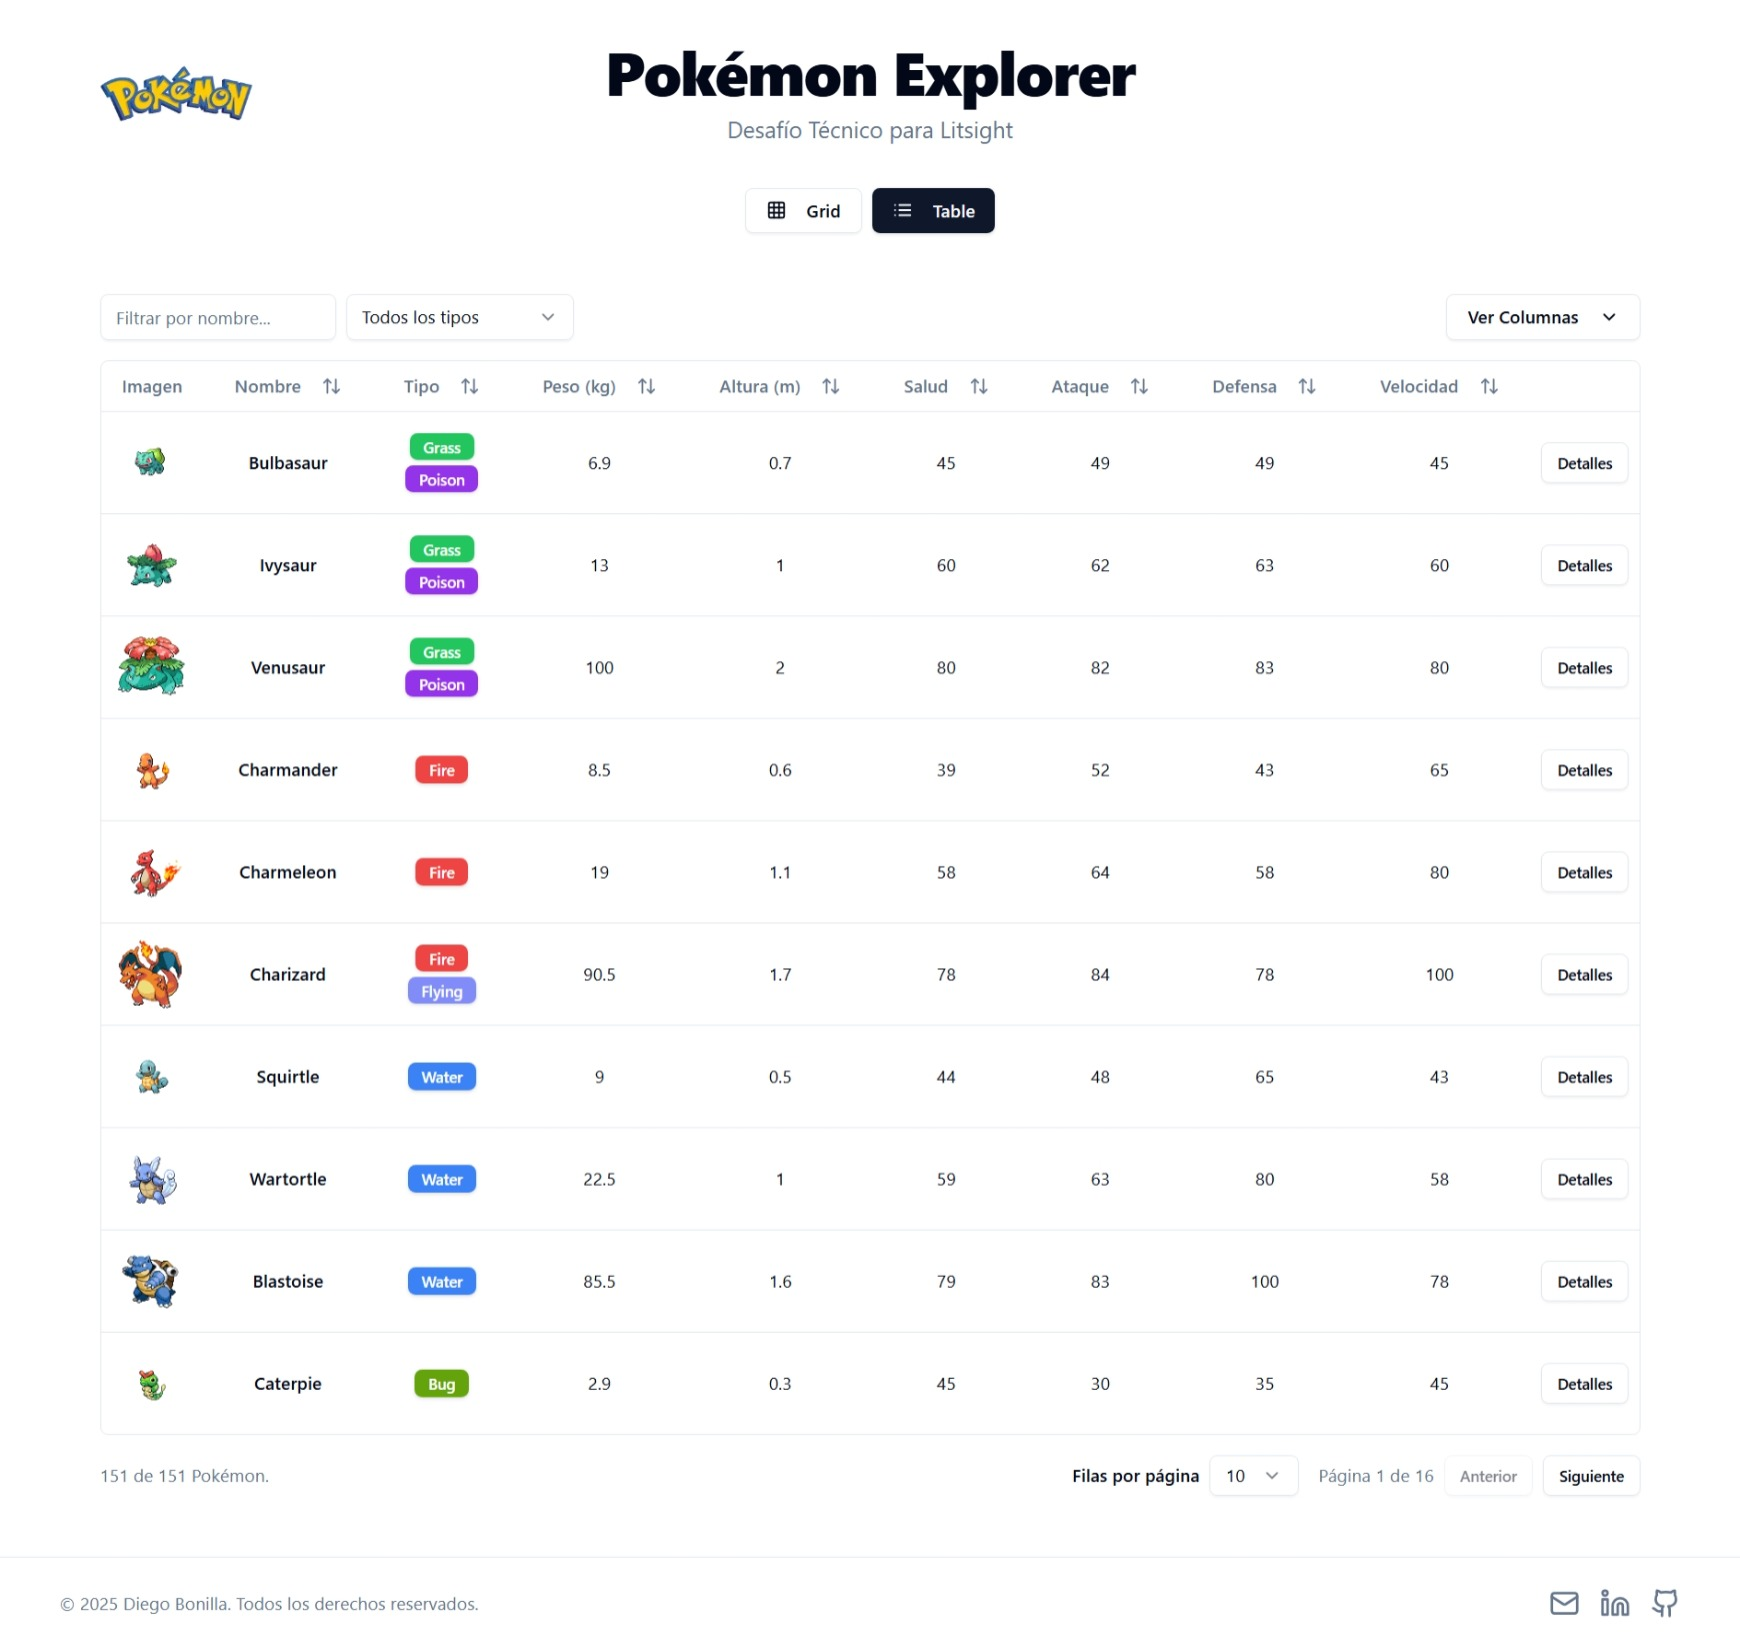 Pokémon
Pokémon Explorer
Desafío Técnico para Litsight
Grid Table
Filtrar por nombre... Todos los tipos Ver Columnas
Imagen Nombre Tipo Peso (kg) Altura (m) Salud Ataque Defensa Velocidad
Bulbasaur Grass Poison 6.9 0.7 45 49 49 45 Detalles
Ivysaur Grass Poison 13 1 60 62 63 60 Detalles
Venusaur Grass Poison 100 2 80 82 83 80 Detalles
Charmander Fire 8.5 0.6 39 52 43 65 Detalles
Charmeleon Fire 19 1.1 58 64 58 80 Detalles
Charizard Fire Flying 90.5 1.7 78 84 78 100 Detalles
Squirtle Water 9 0.5 44 48 65 43 Detalles
Wartortle Water 22.5 1 59 63 80 58 Detalles
Blastoise Water 85.5 1.6 79 83 100 78 Detalles
Caterpie Bug 2.9 0.3 45 30 35 45 Detalles
151 de 151 Pokémon. Filas por página 10 Página 1 de 16 Anterior Siguiente
© 2025 Diego Bonilla. Todos los derechos reservados. in